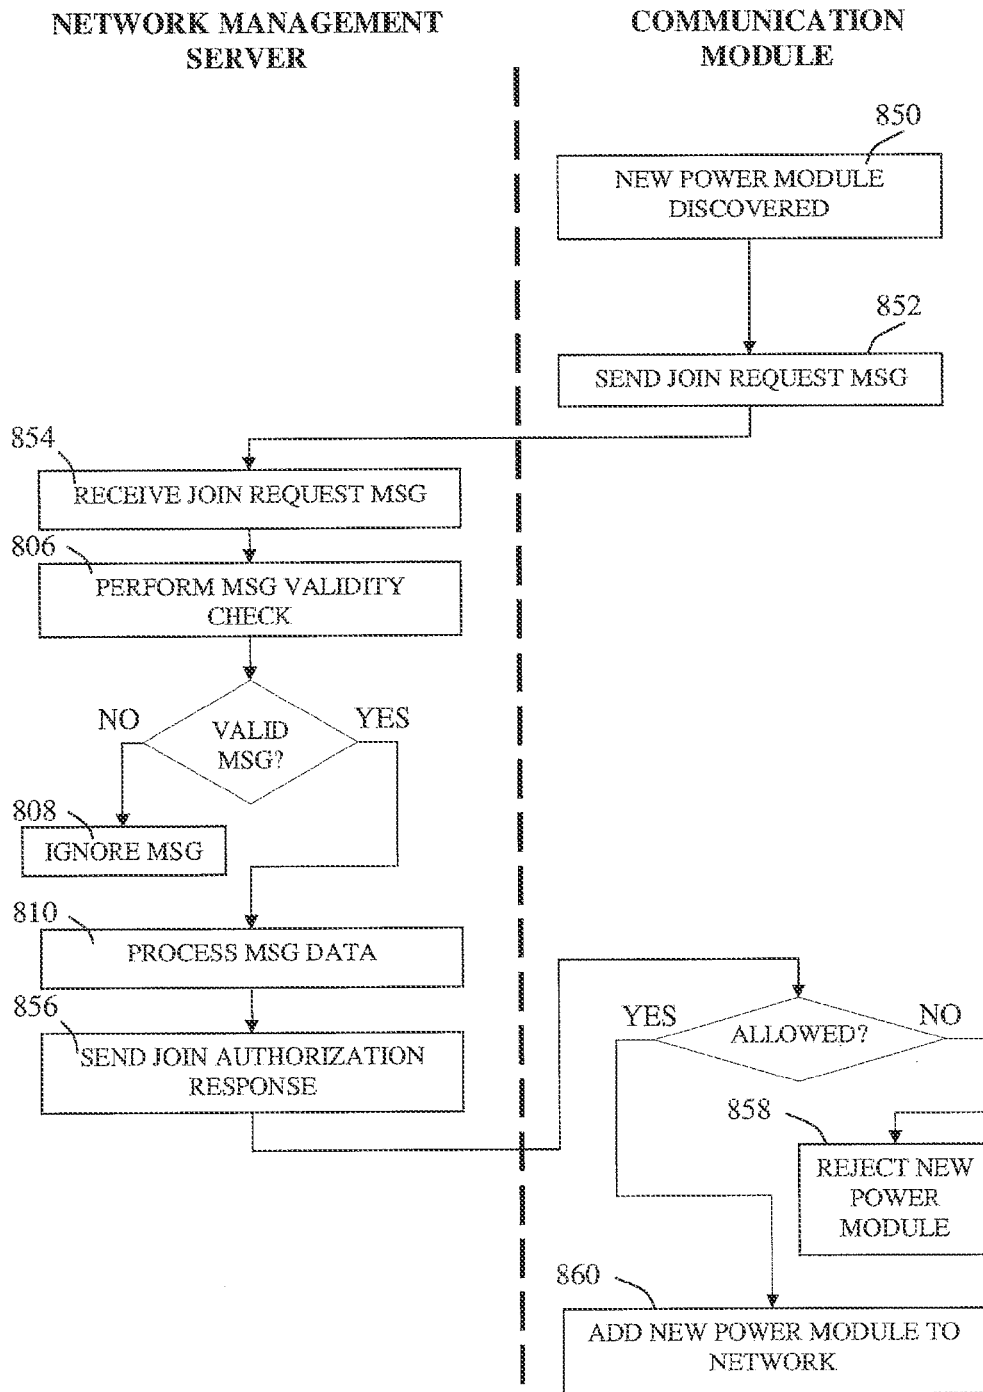 NETWORK MANAGEMENT
SERVER
COMMUNICATION
MODULE
850
NEW POWER MODULE
DISCOVERED
852
SEND JOIN REQUEST MSG
854
RECEIVE JOIN REQUEST MSG
806
PERFORM MSG VALIDITY
CHECK
NO
VALID
MSG?
YES
808
IGNORE MSG
810
PROCESS MSG DATA
856
SEND JOIN AUTHORIZATION
RESPONSE
YES
ALLOWED?
NO
858
REJECT NEW
POWER
MODULE
860
ADD NEW POWER MODULE TO
NETWORK